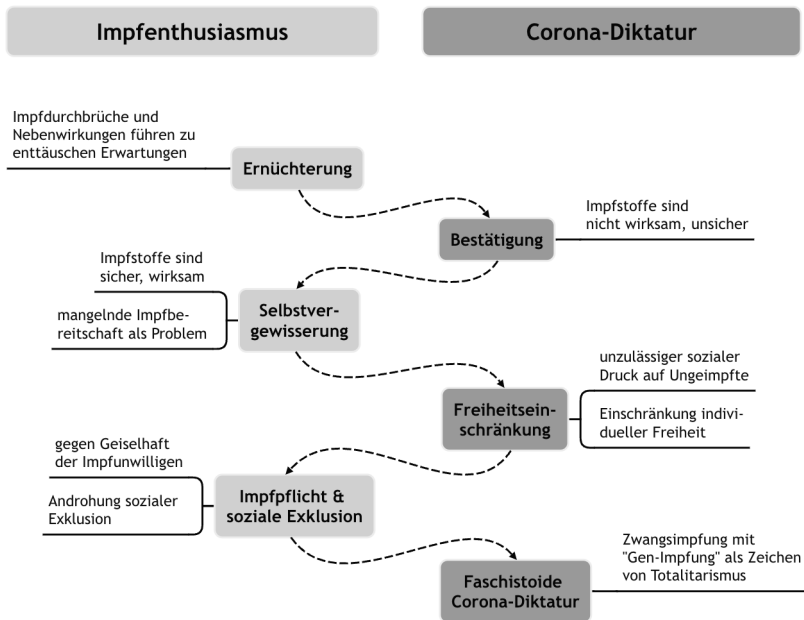 Impfenthusiasmus
Corona-Diktatur
Impfdurchbrüche und
Nebenwirkungen führen zu
enttäuschen Erwartungen
Ernüchterung
Impfstoffe sind
nicht wirksam, unsicher
Bestätigung
Impfstoffe sind
sicher, wirksam
mangelnde Impfbe-
reitschaft als Problem
Selbstver-
gewisserung
unzulässiger sozialer
Druck auf Ungeimpfte
Freiheitsein-
schränkung
Einschränkung indivi-
dueller Freiheit
gegen Geiselhaft
der Impfunwilligen
Androhung sozialer
Exklusion
Impfpflicht &
soziale Exklusion
Zwangsimpfung mit
"Gen-Impfung" als Zeichen
von Totalitarismus
Faschistoide
Corona-Diktatur